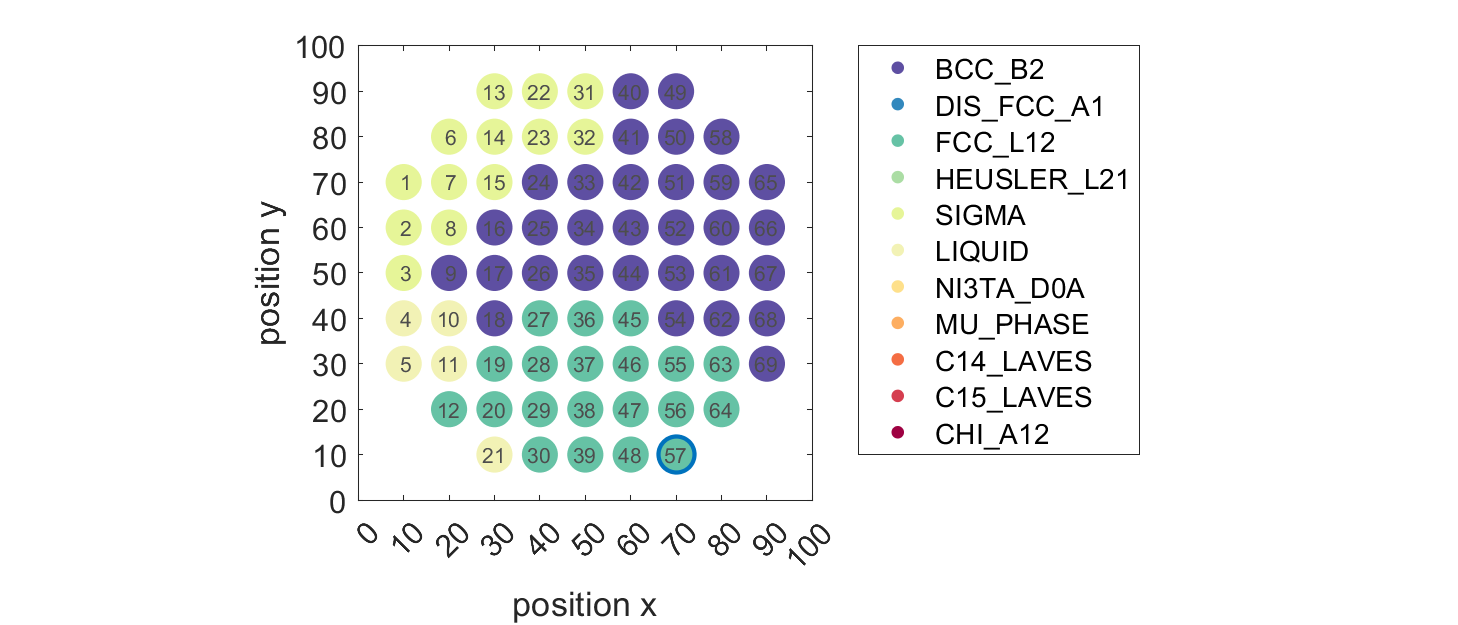 100
90
80
70
60
50
40
30
20
10
0
position y
13 22 31 40 49
6 14 23 32 41 50 58
1 7 15 24 33 42 51 59 65
2 8 16 25 34 43 52 60 66
3 9 17 26 35 44 53 61 67
4 10 18 27 36 45 54 62 68
5 11 19 28 37 46 55 63 69
12 20 29 38 47 56 64
21 30 39 48 57
0 10 20 30 40 50 60 70 80 90 100
position x
BCC_B2
DIS_FCC_A1
FCC_L12
HEUSLER_L21
SIGMA
LIQUID
NI3TA_D0A
MU_PHASE
C14_LAVES
C15_LAVES
CHI_A12